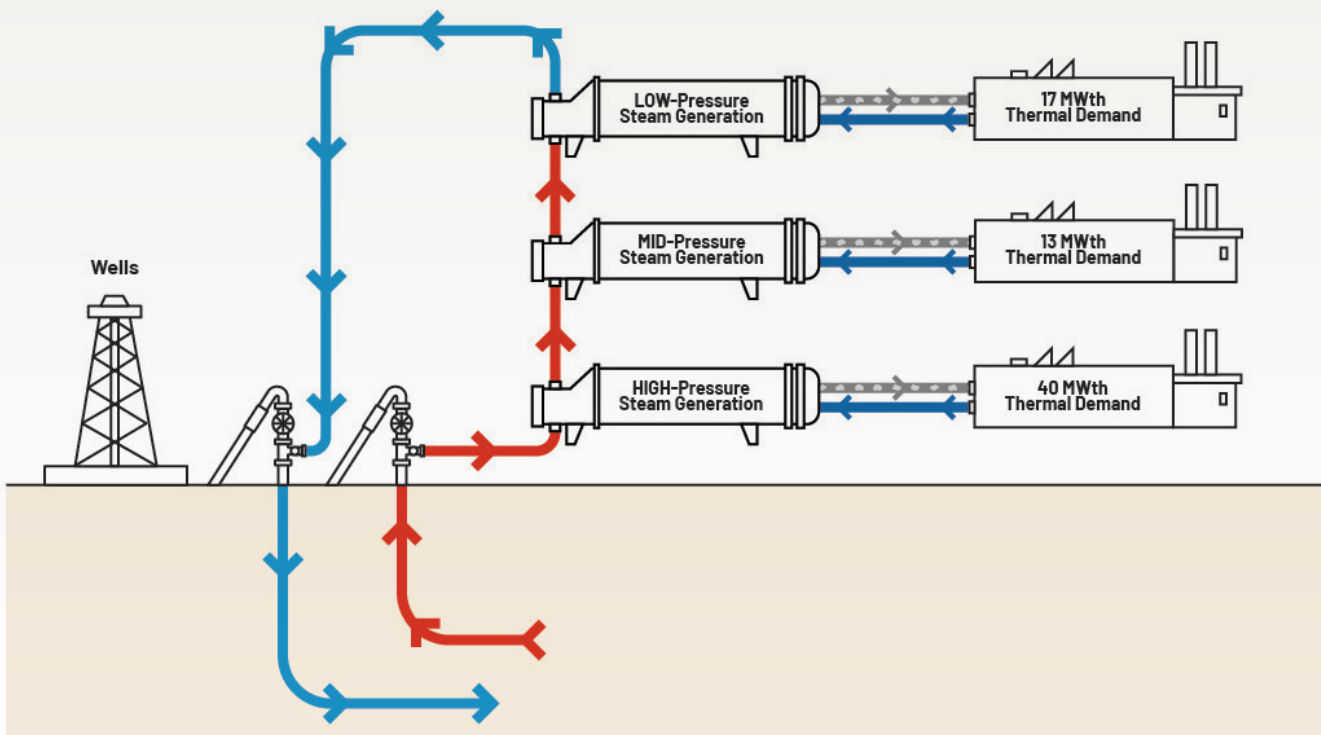 LOW-Pressure
Steam Generation
17 MWth
Thermal Demand
MID-Pressure
Steam Generation
13 MWth
Thermal Demand
Wells
HIGH-Pressure
Steam Generation
40 MWth
Thermal Demand